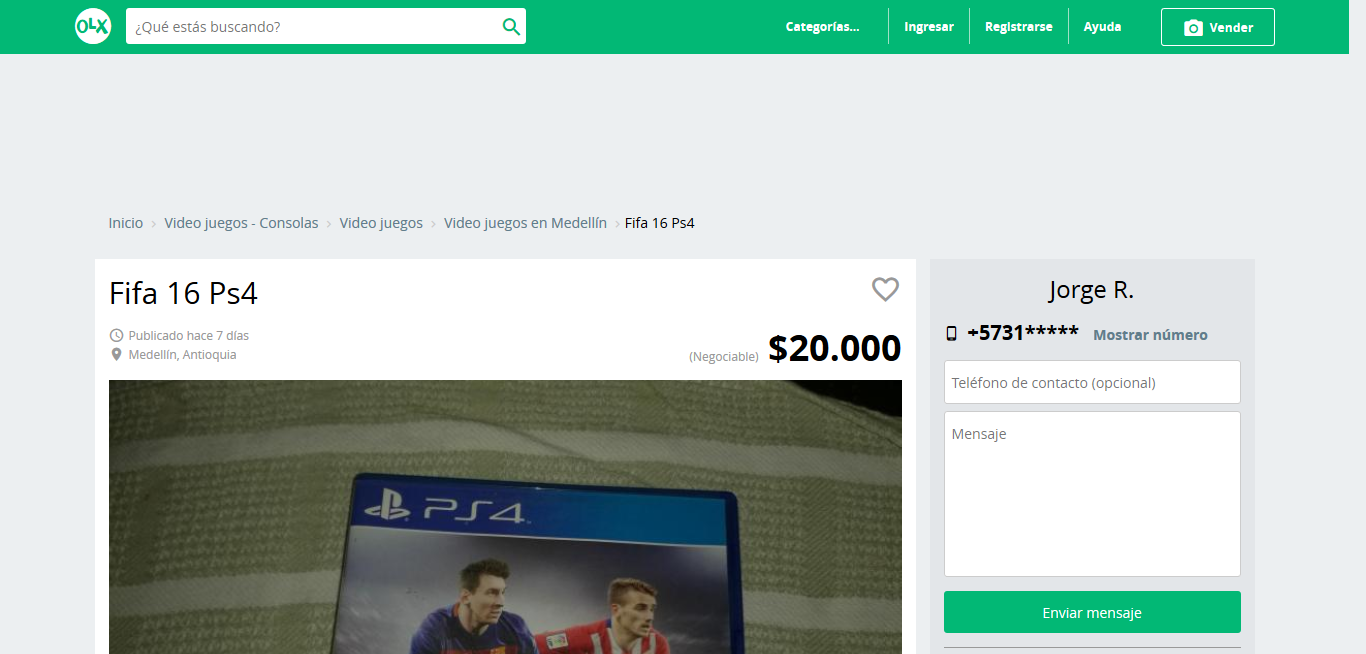 OLX
¿Qué estás buscando?
Categorías...
Ingresar
Registrarse
Ayuda
Vender
Inicio › Video juegos - Consolas › Video juegos › Video juegos en Medellín › Fifa 16 Ps4
Fifa 16 Ps4
Publicado hace 7 días
Medellín, Antioquia
(Negociable) $20.000
PS4
Jorge R.
+5731***** Mostrar número
Teléfono de contacto (opcional)
Mensaje
Enviar mensaje